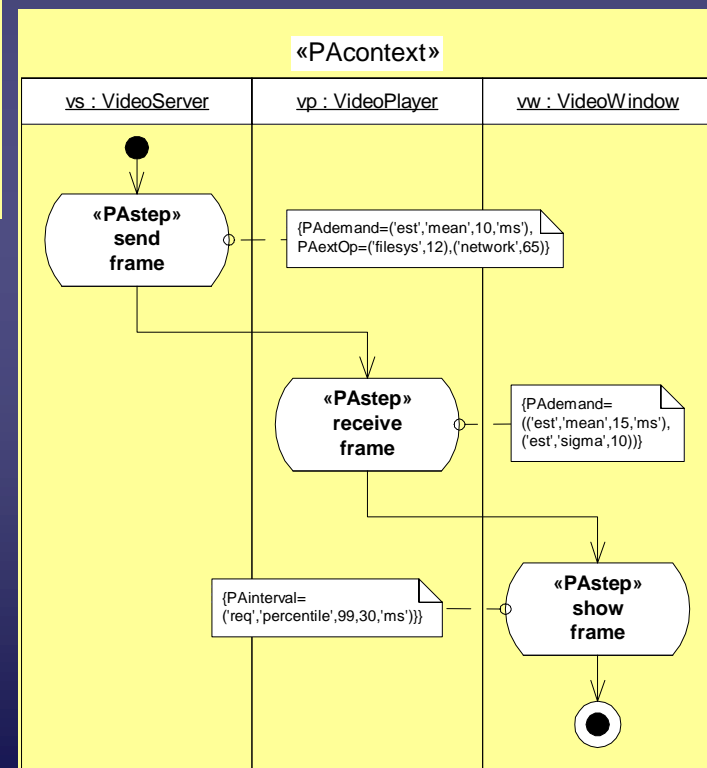 «PAcontext»
vs : VideoServer
vp : VideoPlayer
vw : VideoWindow
«PAstep»
send
frame
{PAdemand=('est','mean',10,'ms'),
PAextOp=('filesys',12),('network',65)}
«PAstep»
receive
frame
{PAdemand=
(('est','mean',15,'ms'),
('est','sigma',10))}
{PAinterval=
('req','percentile',99,30,'ms')}}
«PAstep»
show
frame